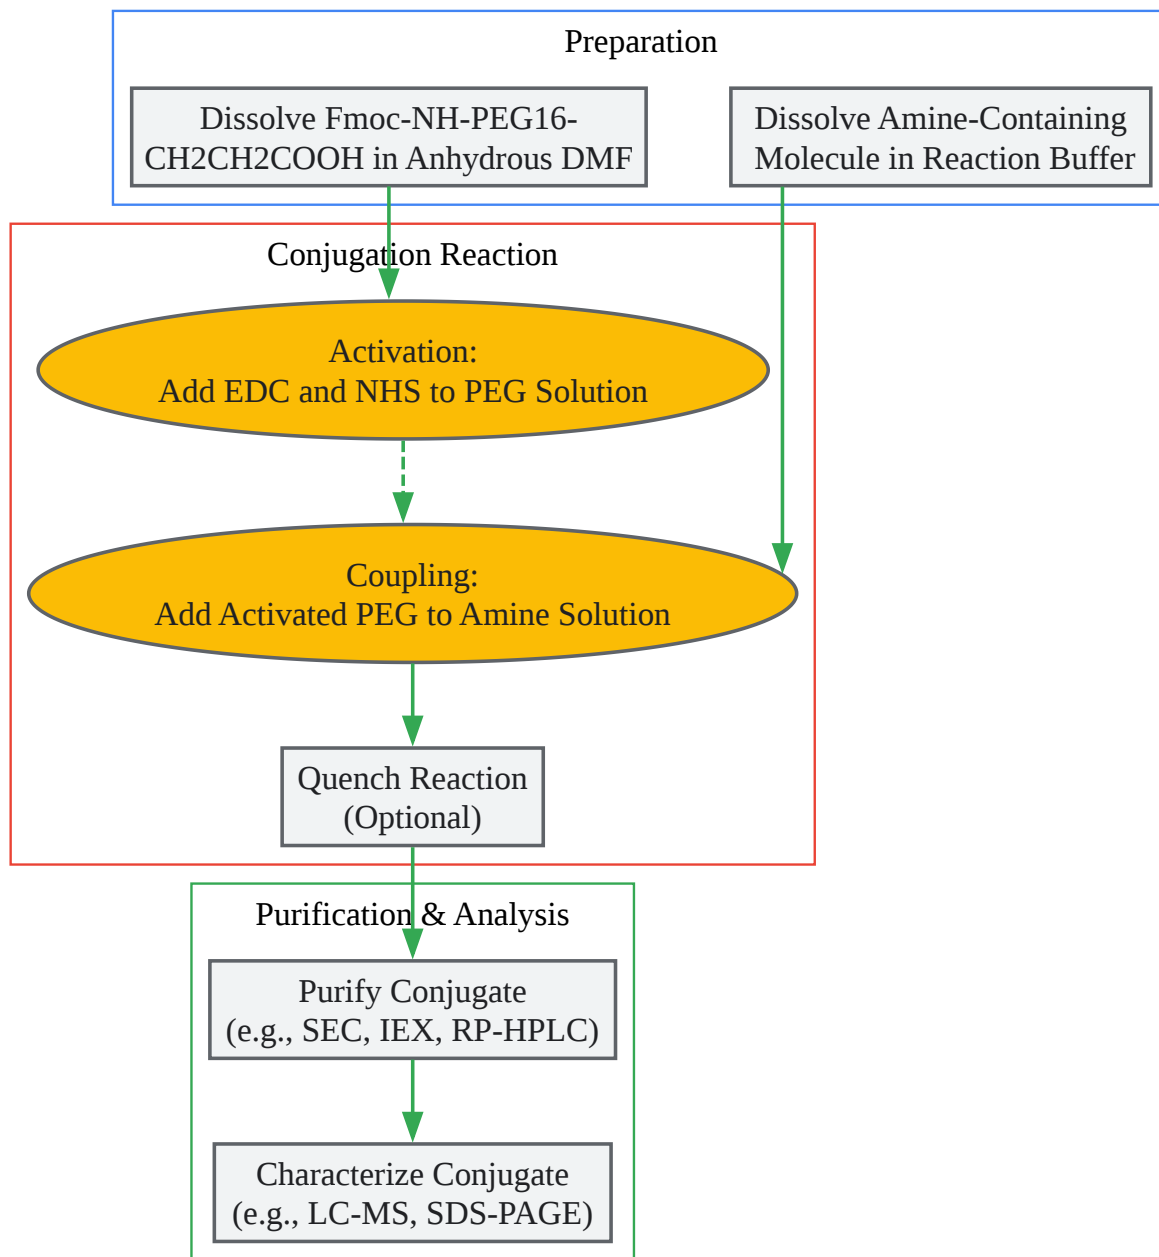 Preparation
Dissolve Fmoc-NH-PEG16-
CH2CH2COOH in Anhydrous DMF
Dissolve Amine-Containing
Molecule in Reaction Buffer
Conjugation Reaction
Activation:
Add EDC and NHS to PEG Solution
Coupling:
Add Activated PEG to Amine Solution
Quench Reaction
(Optional)
Purification & Analysis
Purify Conjugate
(e.g., SEC, IEX, RP-HPLC)
Characterize Conjugate
(e.g., LC-MS, SDS-PAGE)